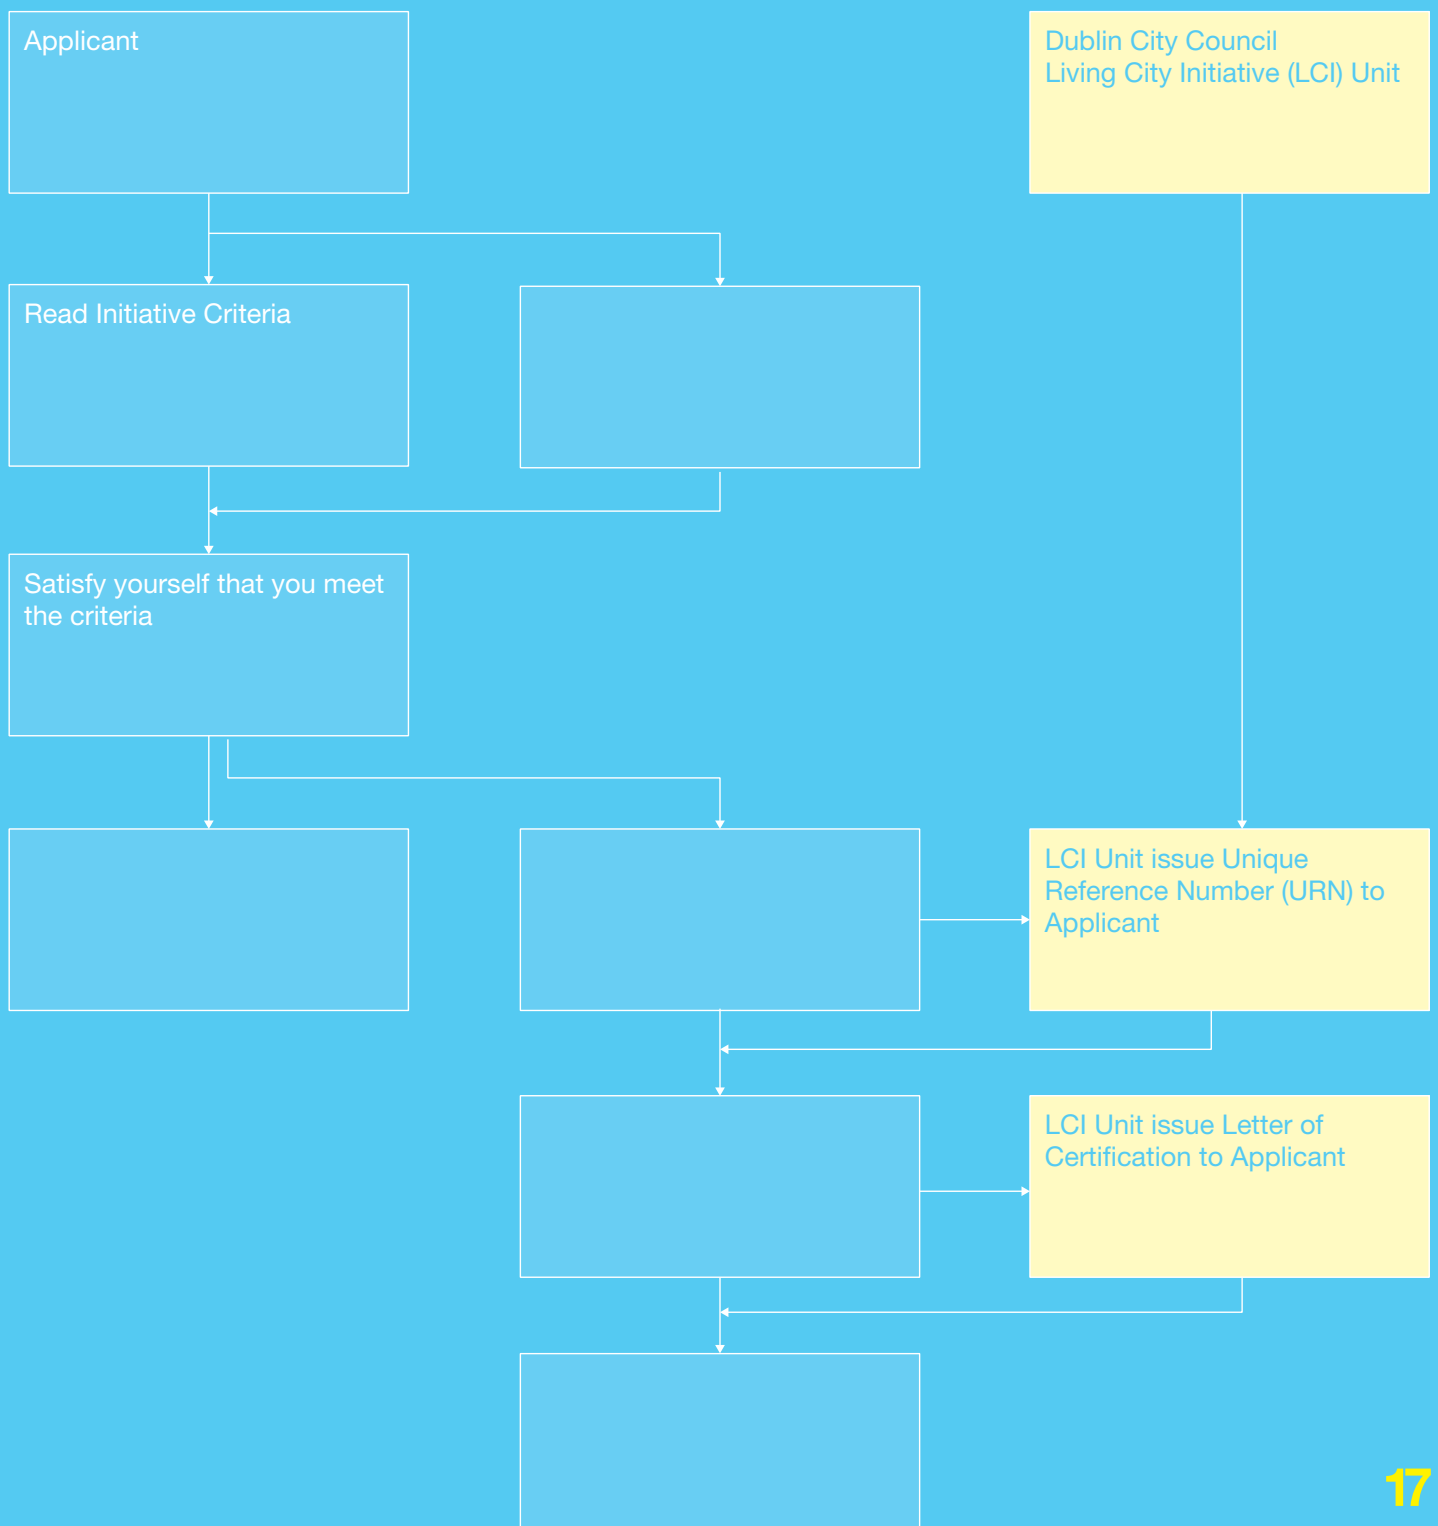 Applicant
Dublin City Council
Living City Initiative (LCI) Unit
Read Initiative Criteria
Satisfy yourself that you meet
the criteria
LCI Unit issue Unique
Reference Number (URN) to
Applicant
LCI Unit issue Letter of
Certification to Applicant
17